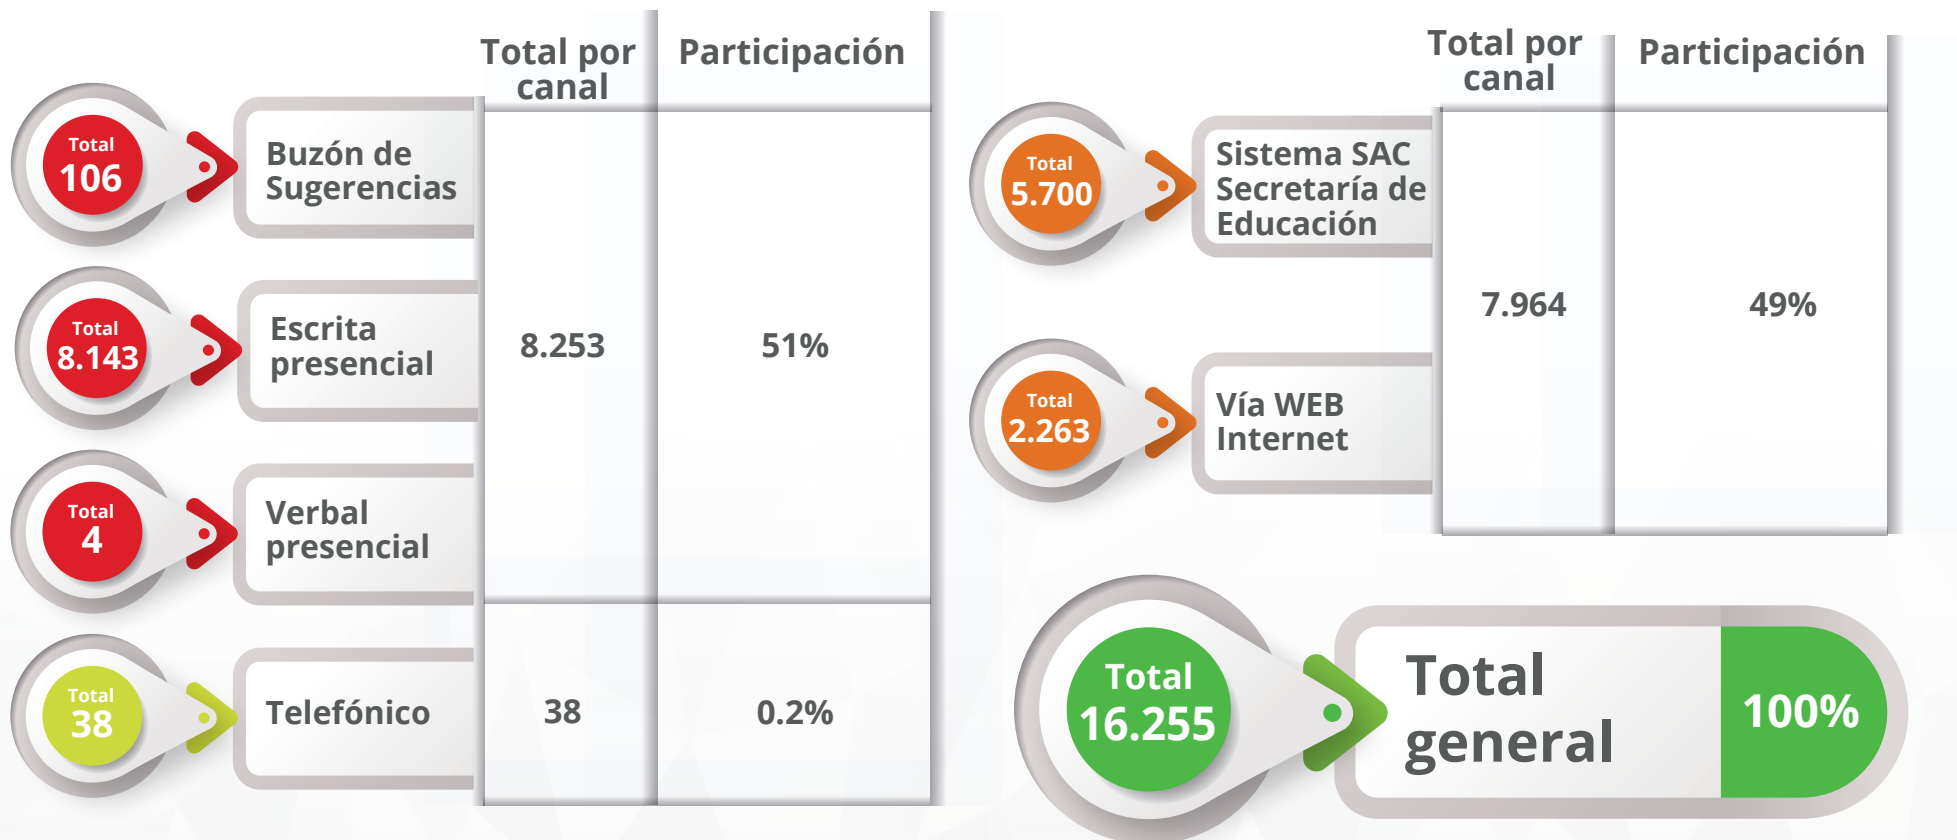 Total por
canal
Participación
Total
106
Buzón de
Sugerencias
Total
8.143
Escrita
presencial
8.253
51%
Total
4
Verbal
presencial
Total
38
Telefónico
38
0.2%
Total por
canal
Participación
Total
5.700
Sistema SAC
Secretaría de
Educación
7.964
49%
Total
2.263
Vía WEB
Internet
Total
16.255
Total
general
100%